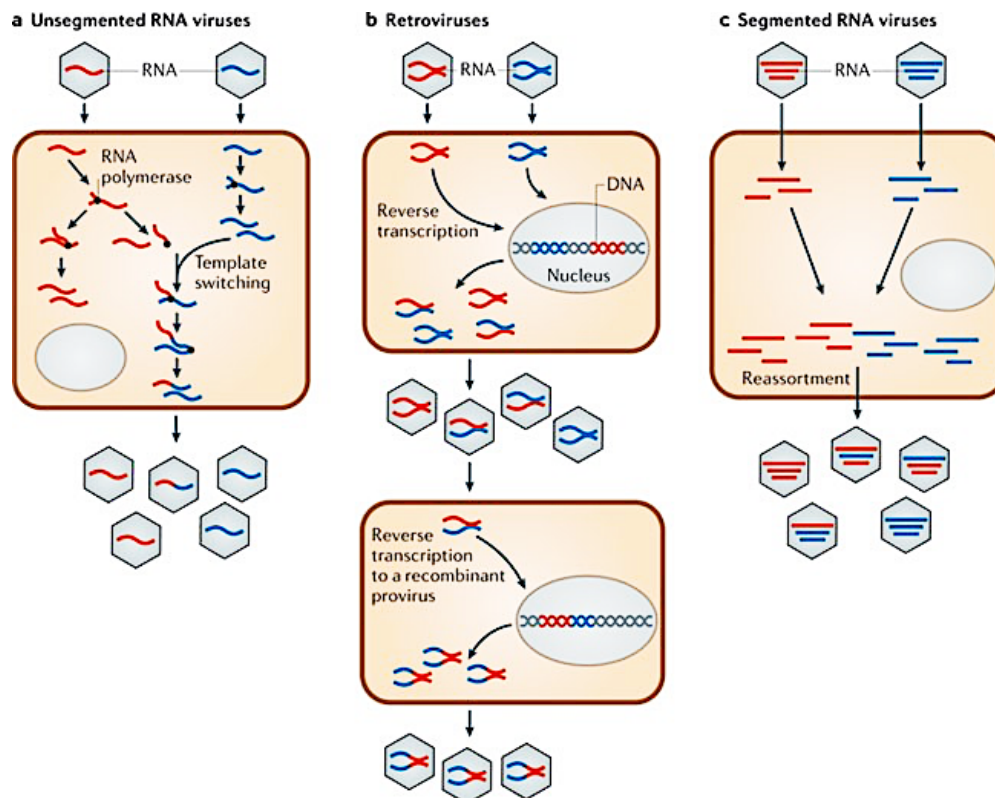 a Unsegmented RNA viruses
RNA
RNA
polymerase
Template
switching
b Retroviruses
RNA
Reverse
transcription
DNA
Nucleus
Reverse
transcription
to a recombinant
provirus
c Segmented RNA viruses
RNA
Reassortment